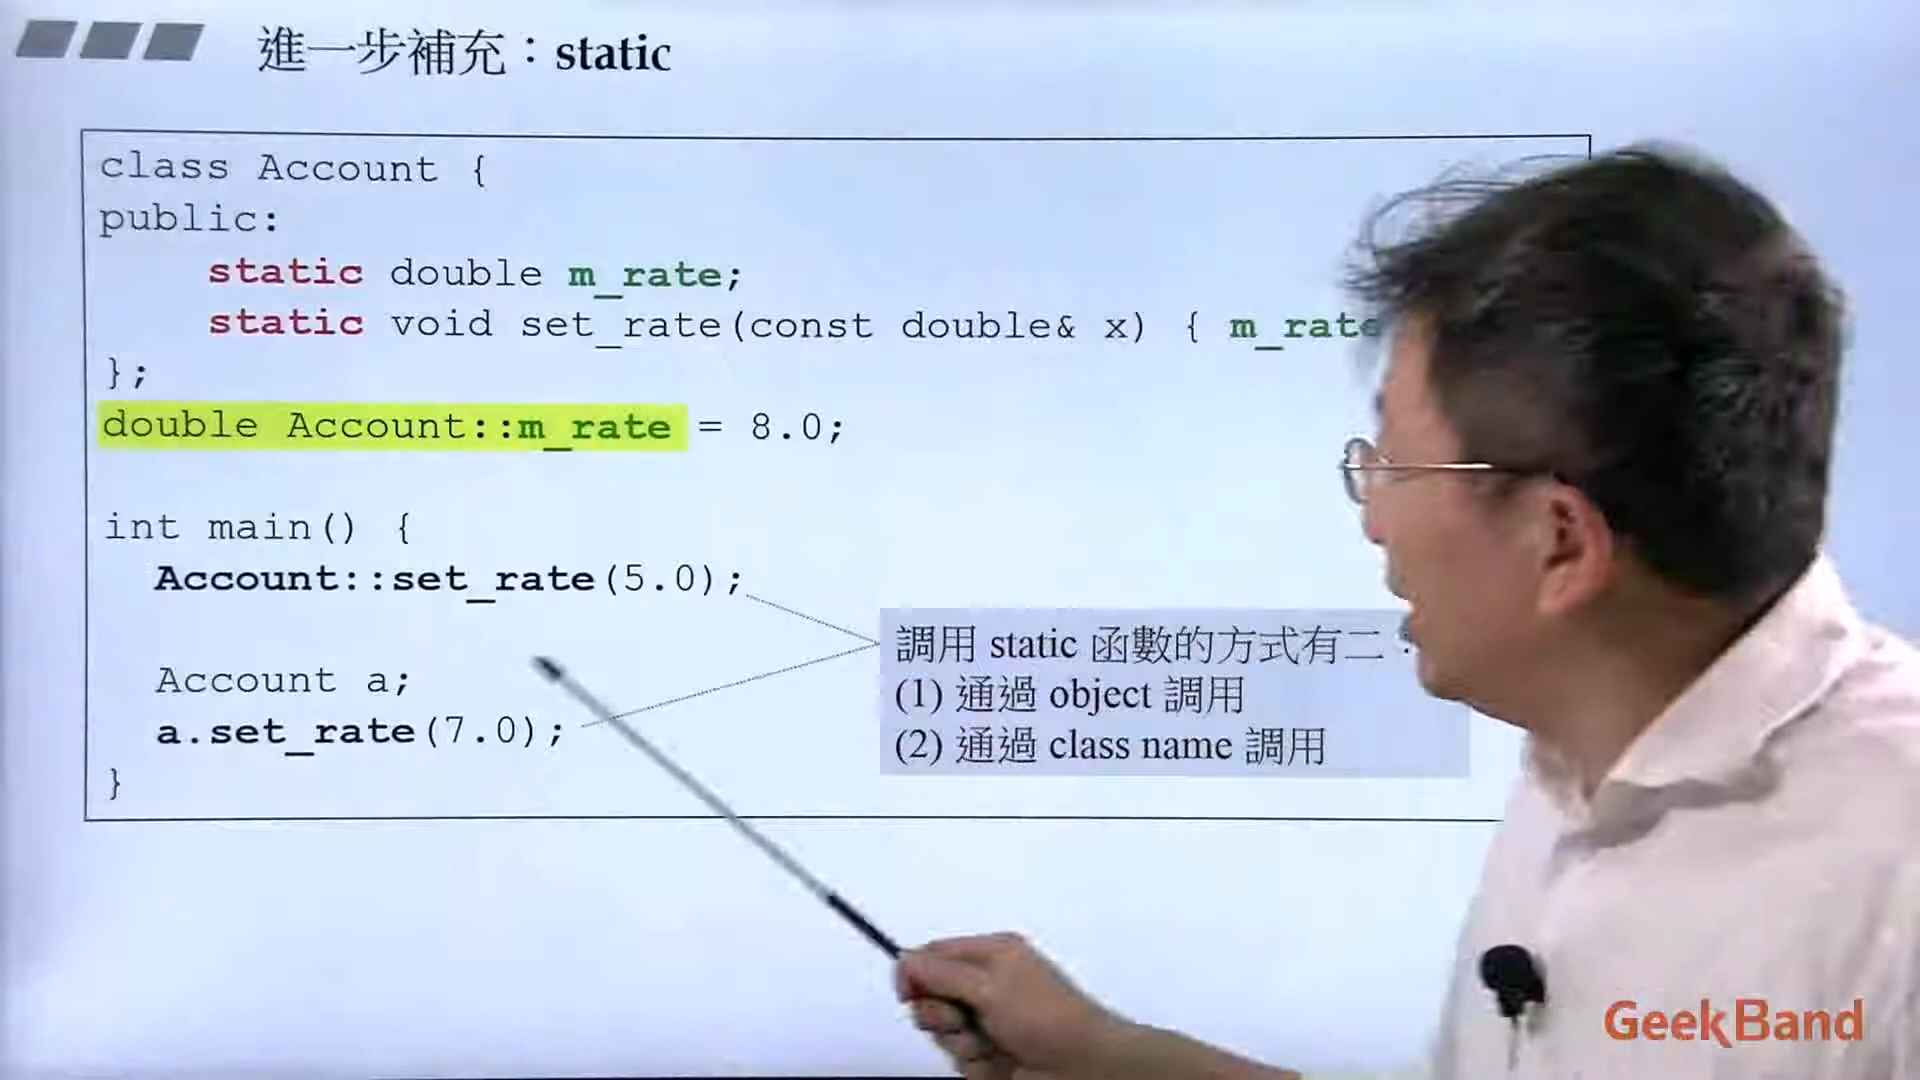 進一步補充：static
class Account {
public:
static double m_rate;
static void set_rate(const double& x) { m_rate
};
double Account::m_rate = 8.0;
int main() {
Account::set_rate(5.0);
調用 static 函數的方式有二：
(1) 通過 object 調用
(2) 通過 class name 調用
Account a;
a.set_rate(7.0);
}
GeekBand